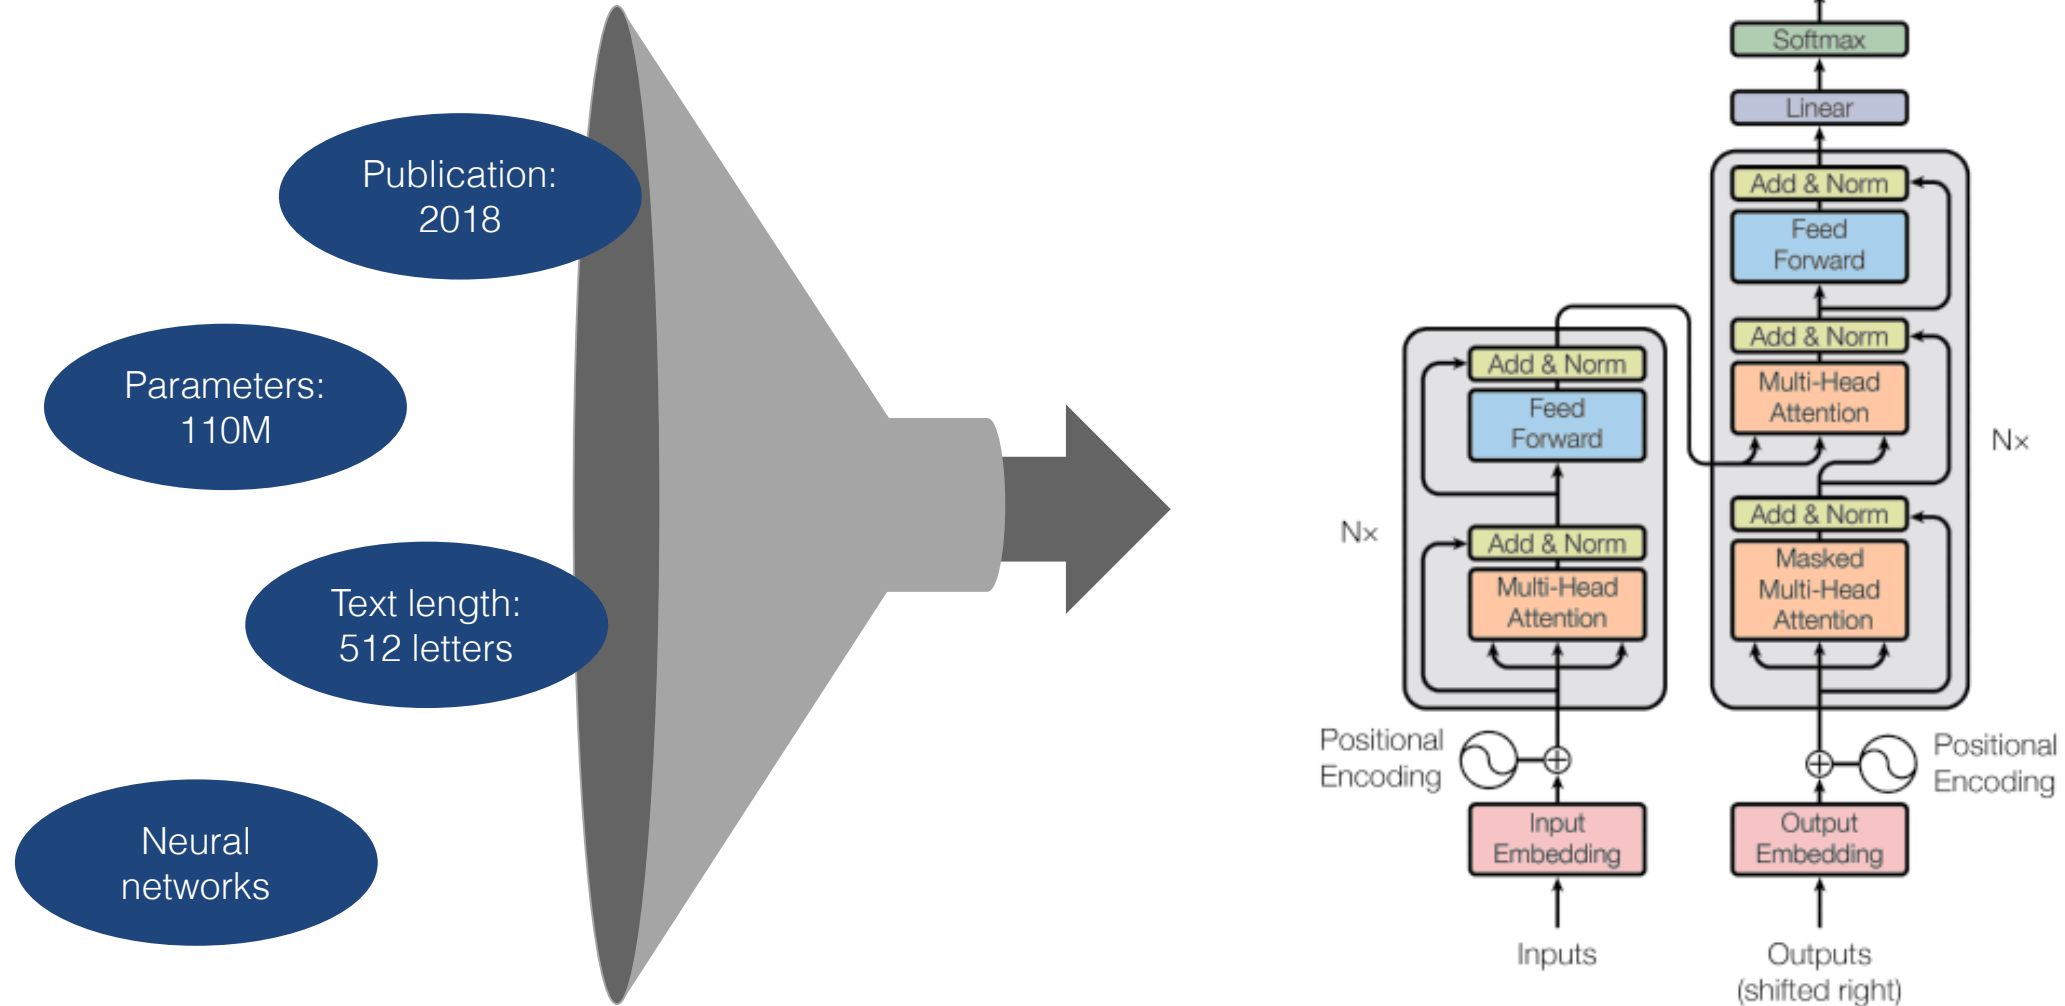 Publication:
2018
Parameters:
110M
Text length:
512 letters
Neural
networks
Softmax
Linear
Add & Norm
Feed
Forward
Add & Norm
Multi-Head
Attention
Nx
Add & Norm
Masked
Multi-Head
Attention
Add & Norm
Feed
Forward
Nx
Add & Norm
Multi-Head
Attention
Positional
Encoding
Positional
Encoding
Input
Embedding
Output
Embedding
Inputs
Outputs
(shifted right)